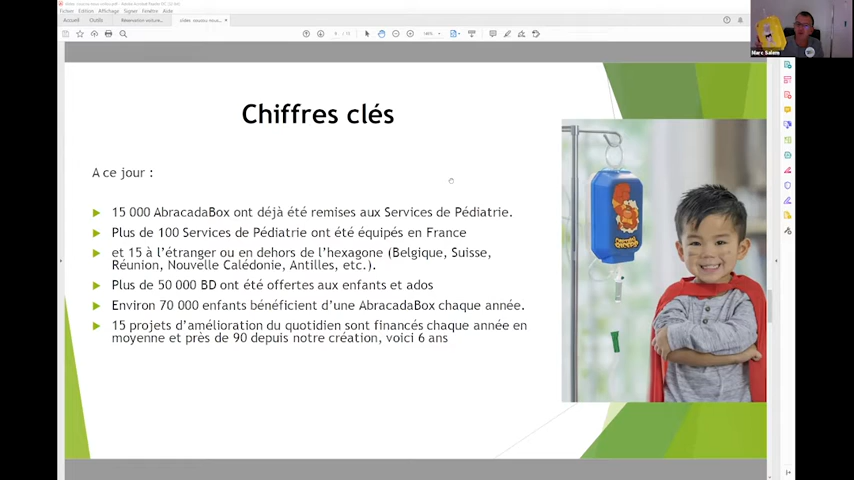 Fichier Edition Affichage Signer Fenêtre Aide
Accueil Outils
Marc Salem
Chiffres clés
A ce jour :
15 000 AbracadaBox ont déjà été remises aux Services de Pédiatrie.
Plus de 100 Services de Pédiatrie ont été équipés en France
et 15 à l’étranger ou en dehors de l’hexagone (Belgique, Suisse,
Réunion, Nouvelle Calédonie, Antilles, etc.).
Plus de 50 000 BD ont été offertes aux enfants et ados
Environ 70 000 enfants bénéficient d’une AbracadaBox chaque année.
15 projets d’amélioration du quotidien sont financés chaque année en
moyenne et près de 90 depuis notre création, voici 6 ans